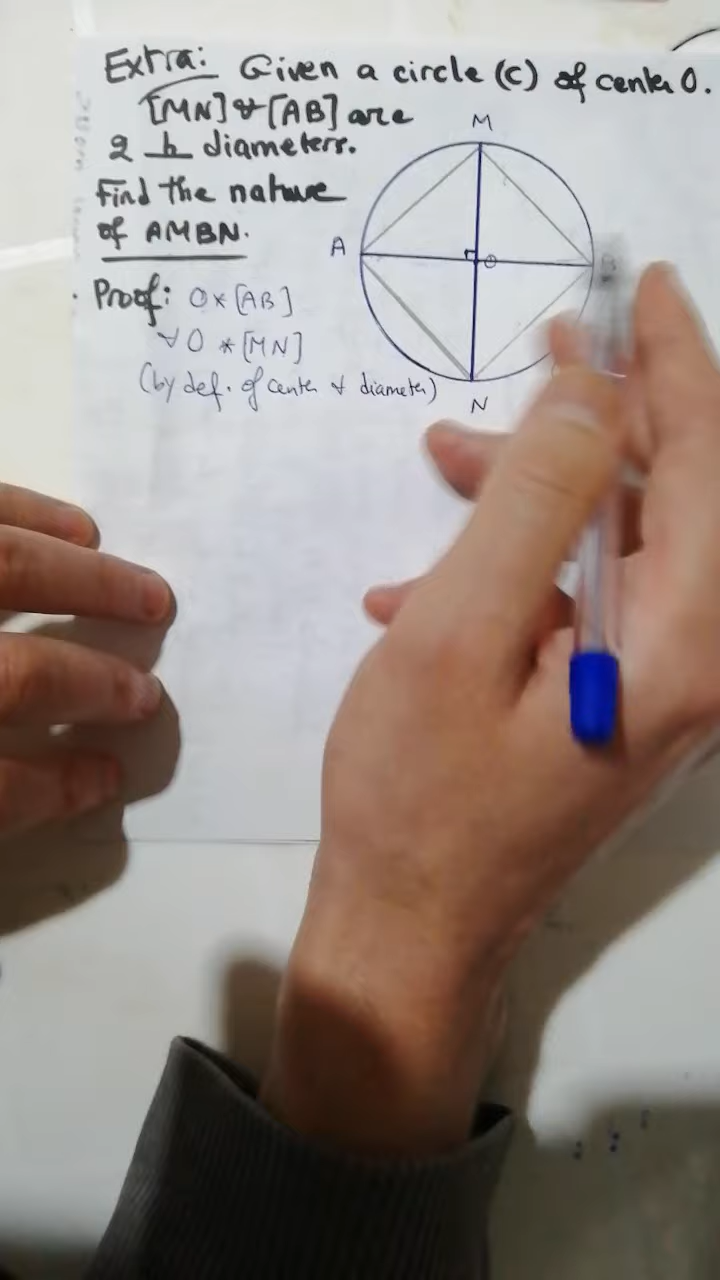 Extra: Given a circle (c) of center O.
[MN] & [AB] are
2 h diameters.
Find the nature
of AMBN.
M
A
O
B
N
. Proof: O * [AB]
& O * [MN]
(by def. of center & diameter)